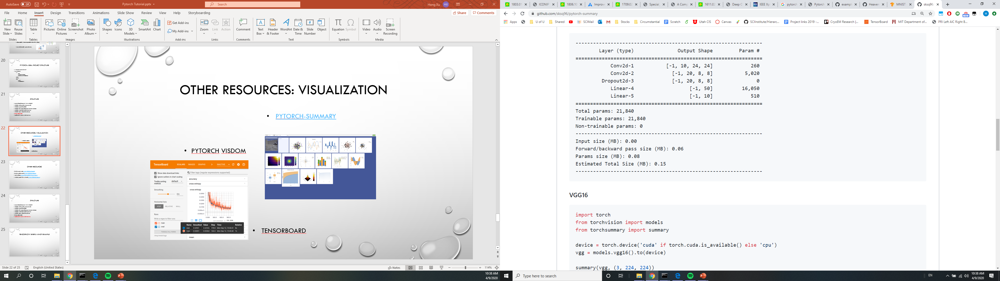 AutoSave Off
Pytorch Tutorial.pptx
Search
Hong Xu HX
File Home Insert Design Transitions Animations Slide Show Review View Help Storyboarding Share Comments
New Slide
Reuse Slides
Table
Pictures
Online Pictures
Screenshot
Photo Album
Shapes
Icons
3D Models
SmartArt
Chart
Get Add-ins
My Add-ins
Zoom
Link
Action
Comment
Text Box
Header & Footer
WordArt
Date & Time
Slide Number
Object
Equation
Symbol
Video
Audio
Screen Recording
Slides Tables Images Illustrations Add-ins Links Comments Text Symbols Media
20
PYTORCH: IDEAL PROJECT STRUCTURE
21
STRUCTURE
22
OTHER RESOURCES: VISUALIZATION
23
OTHER RESOURCES
24
STRUCTURE
25
TENSORFLOW BRIEFLY: MNIST EXAMPLE
OTHER RESOURCES: VISUALIZATION
• PYTORCH-SUMMARY
• PYTORCH VISDOM
TensorBoard SCALARS IMAGES GRAPHS INACTIVE
Show data download links
Ignore outliers in chart scaling
Tooltip sorting method: default
Smoothing
0.6
Horizontal Axis
STEP RELATIVE WALL
Runs
Write a regex to filter runs
train
eval
TOGGLE ALL RUNS
Filter tags (regular expressions supported)
accuracy
cross entropy
cross entropy
Name Smoothed Value Step Time Relative
mean
• TENSORBOARD
Slide 22 of 25 English (United States) Notes 114%
10:38 AM
4/9/2020
1803.01 ICONIP 1806.10 Improve 1709.02 Special A Comp 1611.02 Deep C IEEE Xpl pytorch Pytorch example Heaven MNIST sksq96
github.com/sksq96/pytorch-summary
Apps U of U Shared SCIMail Stocks Circumstantial Scratch Utah CIS Canvas SCIInstitute/Hierarc... Project links 2019 -... CryoEM Research |... TensorBoard MIT Department of... PRI Left AIC Right B...
NEW
----------------------------------------------------------------
Layer (type) Output Shape Param #
================================================================
Conv2d-1 [-1, 10, 24, 24] 260
Conv2d-2 [-1, 20, 8, 8] 5,020
Dropout2d-3 [-1, 20, 8, 8] 0
Linear-4 [-1, 50] 16,050
Linear-5 [-1, 10] 510
================================================================
Total params: 21,840
Trainable params: 21,840
Non-trainable params: 0
----------------------------------------------------------------
Input size (MB): 0.00
Forward/backward pass size (MB): 0.06
Params size (MB): 0.08
Estimated Total Size (MB): 0.15
----------------------------------------------------------------
VGG16
import torch
from torchvision import models
from torchsummary import summary
device = torch.device('cuda' if torch.cuda.is_available() else 'cpu')
vgg = models.vgg16().to(device)
summary(vgg, (3, 224, 224))
Type here to search
EN
10:38 AM
4/9/2020